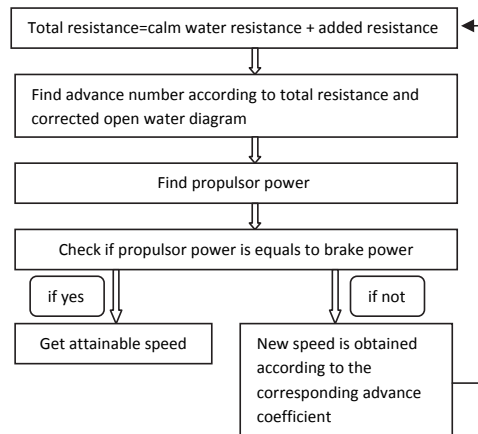 Total resistance=calm water resistance + added resistance
Find advance number according to total resistance and
corrected open water diagram
Find propulsor power
Check if propulsor power is equals to brake power
if yes
if not
Get attainable speed
New speed is obtained
according to the
corresponding advance
coefficient